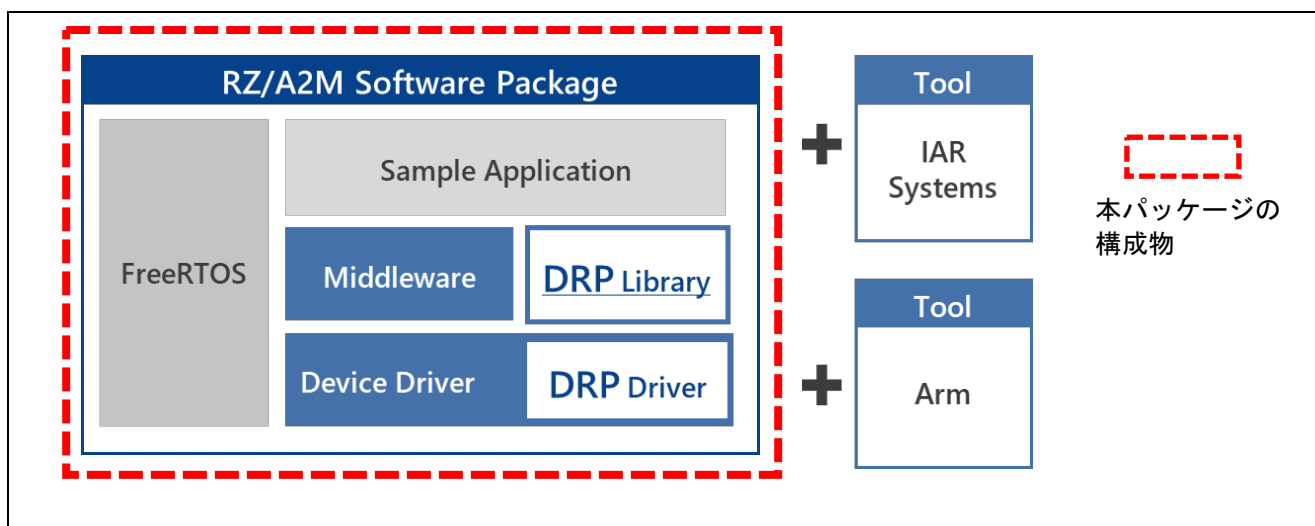 RZ/A2M Software Package
FreeRTOS
Sample Application
Middleware
DRP Library
Device Driver
DRP Driver
+
Tool
IAR
Systems
+
Tool
Arm
本パッケージの
構成物